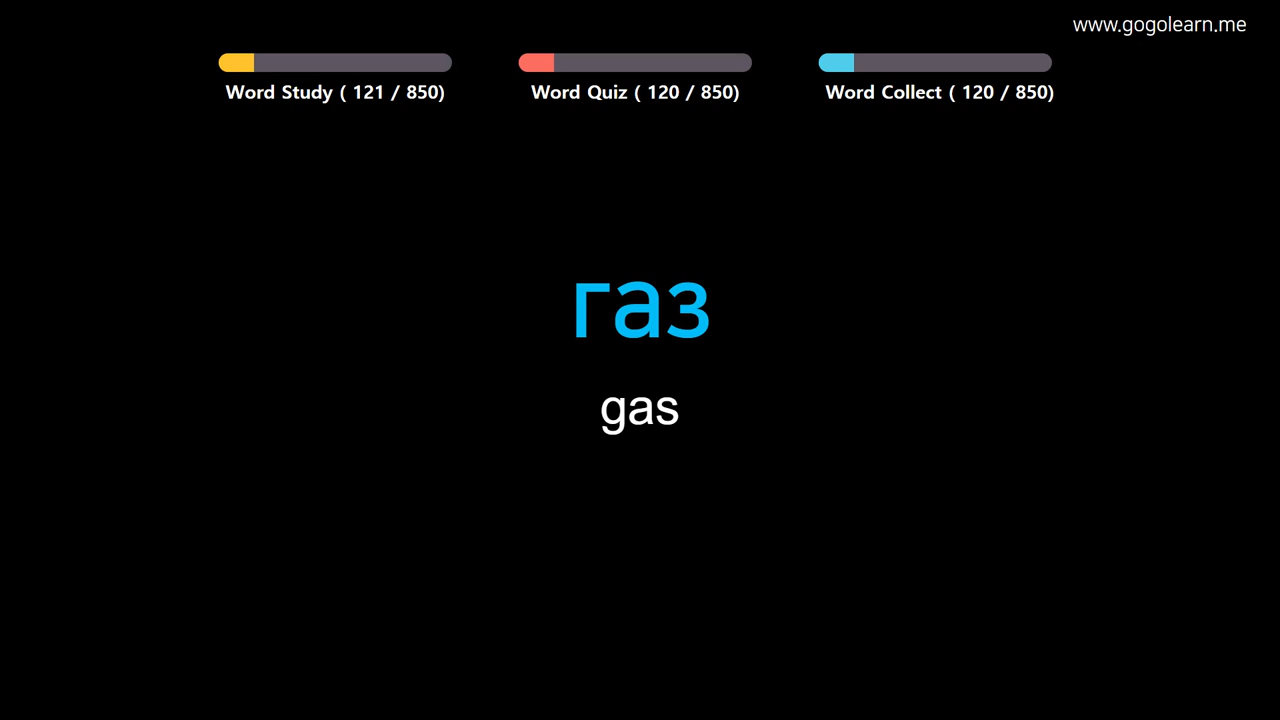 www.gogolearn.me
Word Study ( 121 / 850)
Word Quiz ( 120 / 850)
Word Collect ( 120 / 850)
газ
gas